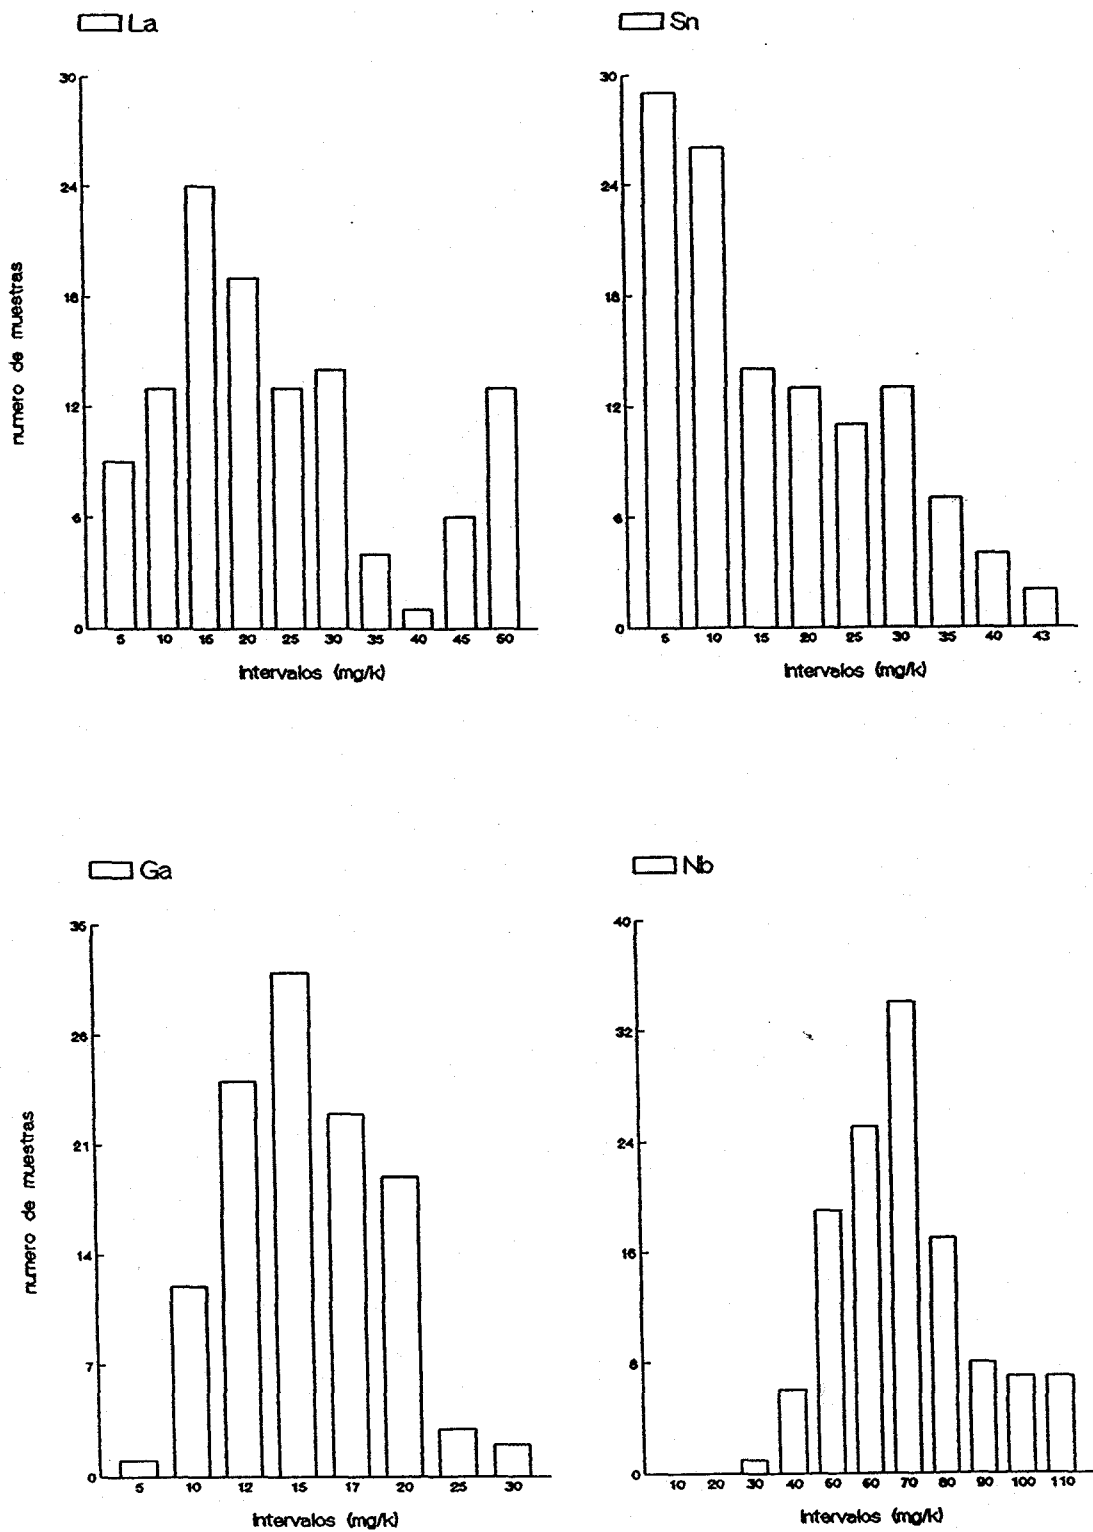 La
30
24
18
12
6
0
numero de muestras
5 10 15 20 25 30 35 40 45 50
Intervalos (mg/k)
Sn
30
24
18
12
6
0
5 10 15 20 25 30 35 40 43
Intervalos (mg/k)
Ga
35
28
21
14
7
0
numero de muestras
5 10 12 15 17 20 25 30
Intervalos (mg/k)
Nb
40
32
24
16
8
0
10 20 30 40 50 60 70 80 90 100 110
Intervalos (mg/k)